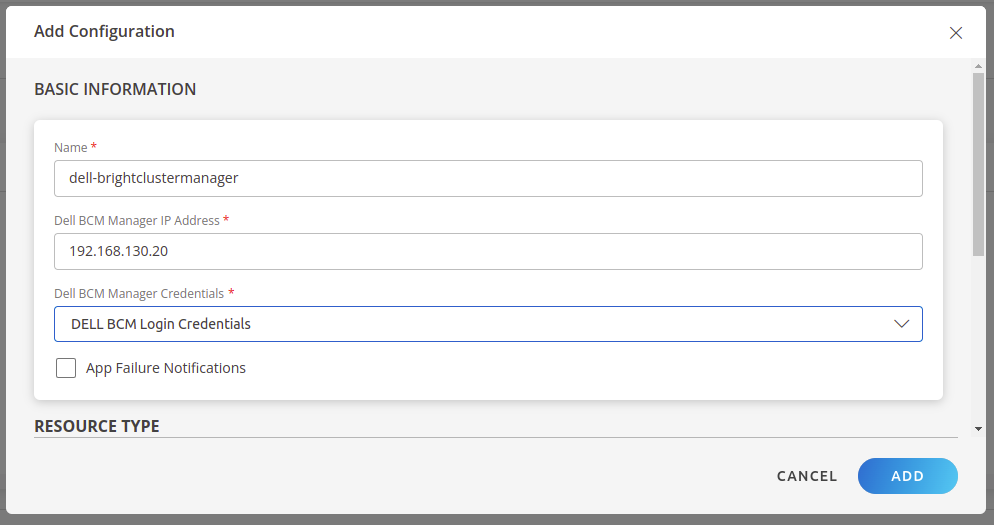 Add Configuration
BASIC INFORMATION
Name *
dell-brightclustermanager
Dell BCM Manager IP Address *
192.168.130.20
Dell BCM Manager Credentials *
DELL BCM Login Credentials
App Failure Notifications
RESOURCE TYPE
CANCEL ADD